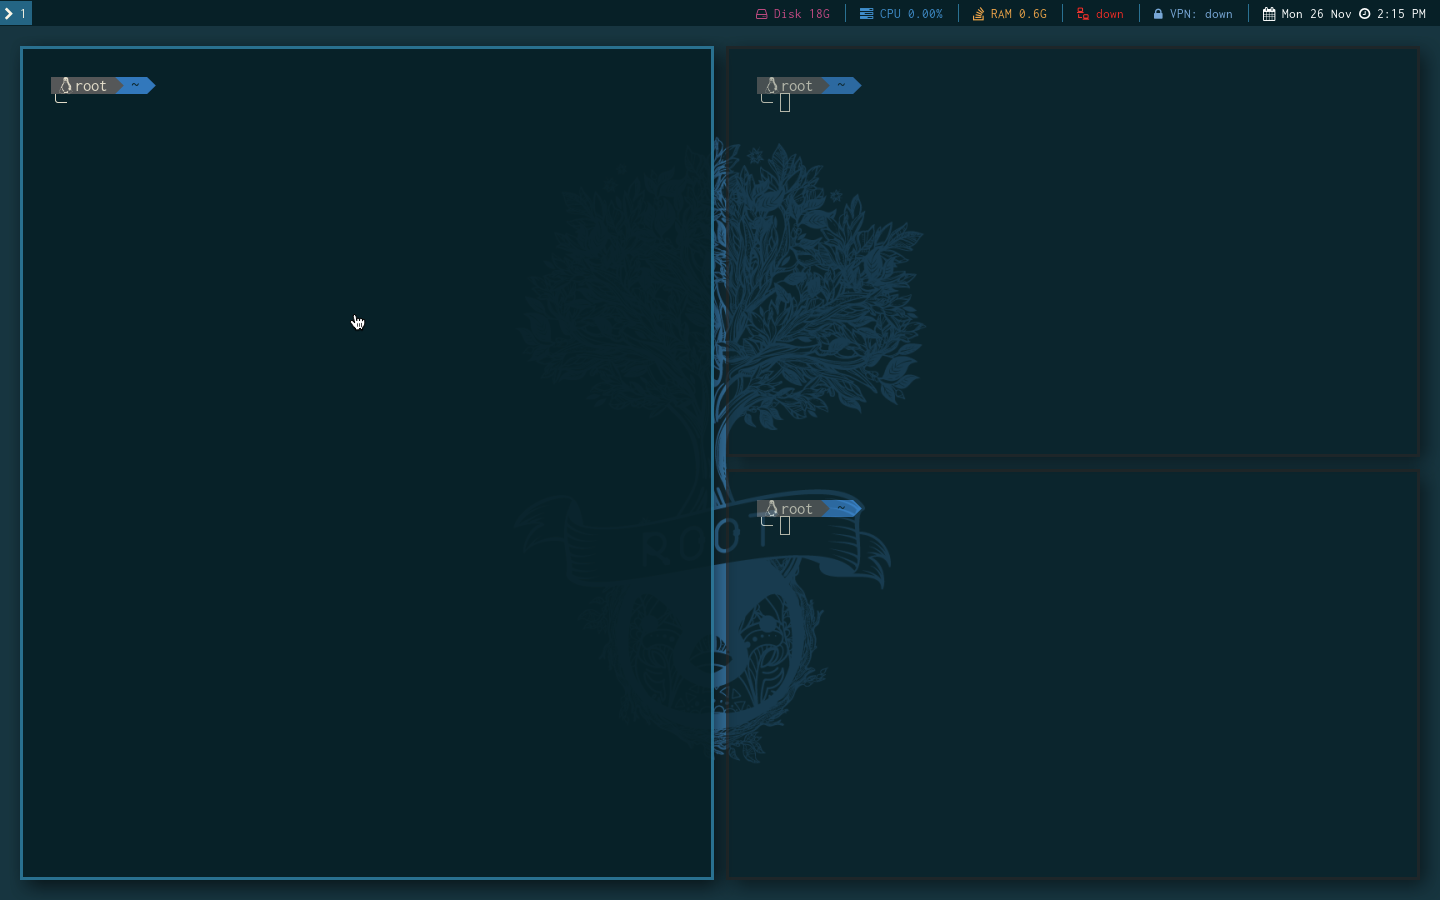 1
Disk 18G
CPU 0.00%
RAM 0.6G
down
VPN: down
Mon 26 Nov 2:15 PM
root ~
root ~
root ~
ROOT